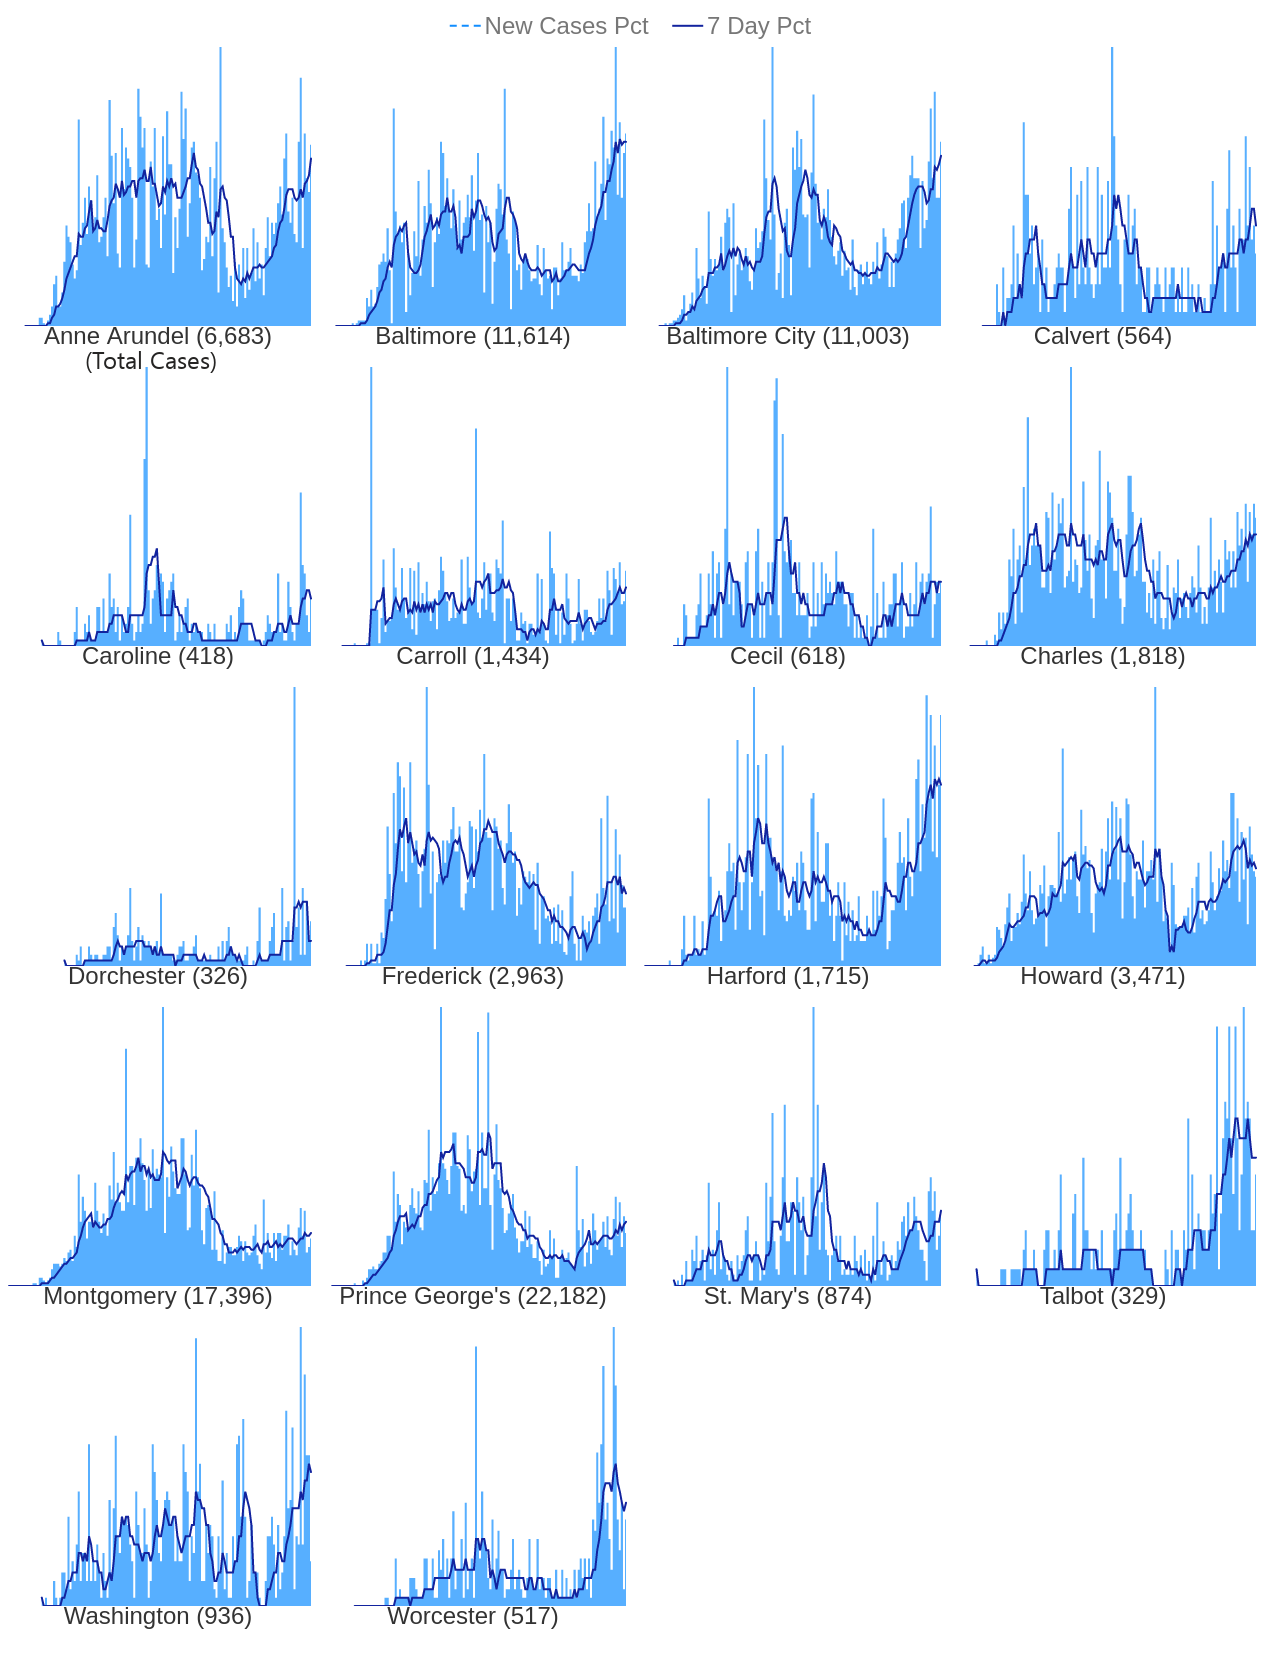 New Cases Pct 7 Day Pct
Anne Arundel (6,683) Baltimore (11,614) Baltimore City (11,003) Calvert (564)
(Total Cases)
Caroline (418) Carroll (1,434) Cecil (618) Charles (1,818)
Dorchester (326) Frederick (2,963) Harford (1,715) Howard (3,471)
Montgomery (17,396) Prince George's (22,182) St. Mary's (874) Talbot (329)
Washington (936) Worcester (517)